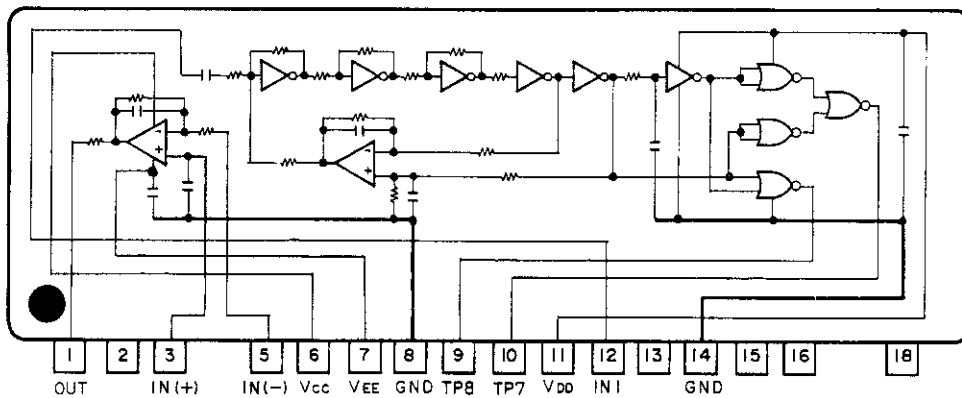 -
+
-
+
1 2 3 5 6 7 8 9 10 11 12 13 14 15 16 18
OUT IN(+) IN(-) VCC VEE GND TP8 TP7 VDD IN1 GND